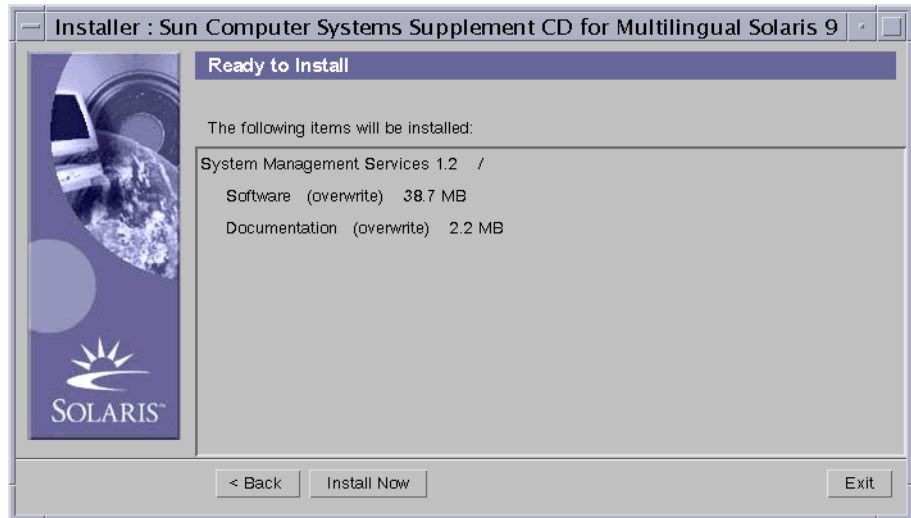 Installer : Sun Computer Systems Supplement CD for Multilingual Solaris 9
Ready to Install
The following items will be installed:
System Management Services 1.2 /
Software (overwrite) 38.7 MB
Documentation (overwrite) 2.2 MB
SOLARIS™
< Back
Install Now
Exit